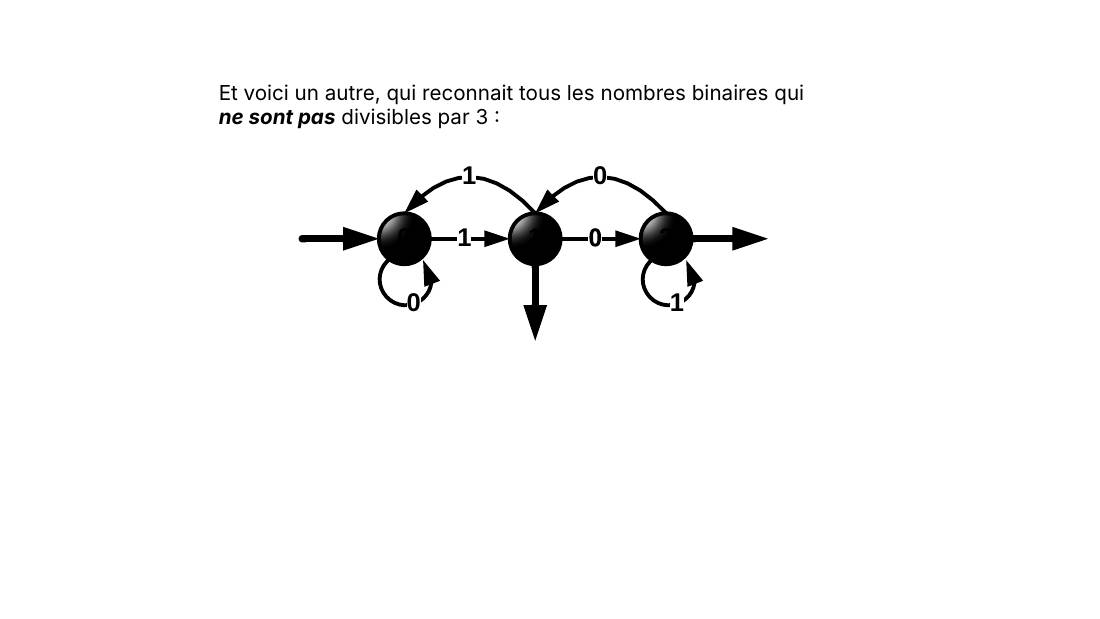 Et voici un autre, qui reconnait tous les nombres binaires qui
ne sont pas divisibles par 3 :
1 0
1 0
0 1